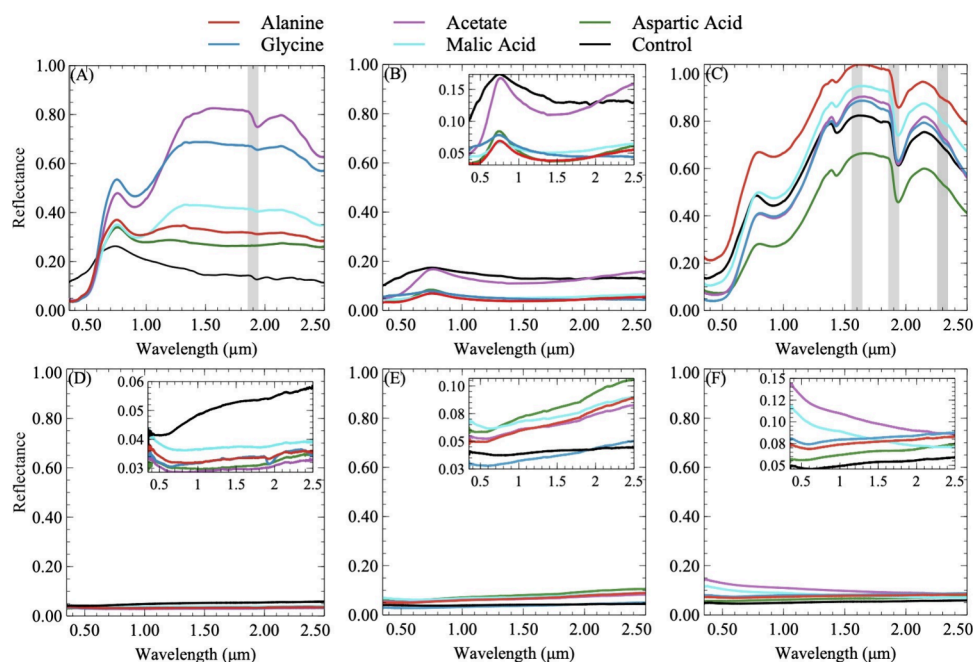 Alanine Acetate Aspartic Acid
Glycine Malic Acid Control
(A) (B) (C)
1.00
0.80
0.60
0.40
0.20
0.00
Reflectance
0.50 1.00 1.50 2.00 2.50
Wavelength (μm)
0.15
0.10
0.05
0.5 1 1.5 2 2.5
1.00
0.80
0.60
0.40
0.20
0.00
0.50 1.00 1.50 2.00 2.50
Wavelength (μm)
1.00
0.80
0.60
0.40
0.20
0.00
0.50 1.00 1.50 2.00 2.50
Wavelength (μm)
(D) (E) (F)
1.00
0.80
0.60
0.40
0.20
0.00
Reflectance
0.06
0.05
0.04
0.03
0.5 1 1.5 2 2.5
0.50 1.00 1.50 2.00 2.50
Wavelength (μm)
1.00
0.80
0.60
0.40
0.20
0.00
0.10
0.08
0.05
0.03
0.5 1 1.5 2 2.5
0.50 1.00 1.50 2.00 2.50
Wavelength (μm)
1.00
0.80
0.60
0.40
0.20
0.00
0.15
0.13
0.10
0.08
0.05
0.5 1 1.5 2 2.5
0.50 1.00 1.50 2.00 2.50
Wavelength (μm)